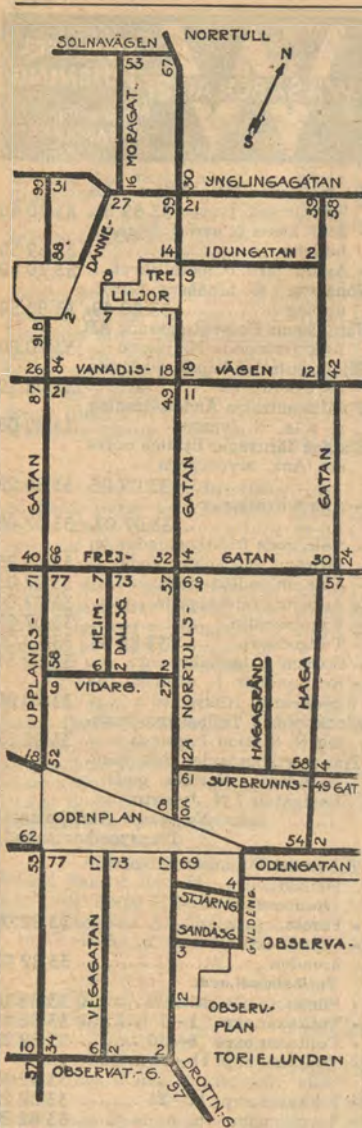 NORRTULL
SOLNAVÄGEN
53
67
N
S
MORAGAT.
16
30
90
31
27
59
21
YNGLINGAGATAN
39
58
DANNE-
88
14
IDUNGATAN
2
TRE
8
9
LILJOR
2
7
1
91B
26
84
VANADIS-
18
18
VÄGEN
12
42
87
21
49
11
GATAN
GATAN
GATAN
40
66
FREJ-
52
14
GATAN
50
24
71
77
7
73
57
69
57
UPPLANDS-
HEIM-
DALLSG.
NORRTULLS-
HAGAGRÄND
HAGA
56
6
2
2
9
VIDARG.
27
52
12A
58
4
61
SURBRUNNS-
49
GAT
ODENPLAN
8
10A
62
54
2
53
77
17
73
17
69
ODENGATAN
STJÄRNG.
4
GYLDENG.
SANDÅSG.
VEGAGATAN
3
OBSERVA-
2
OBSERV.-
PLAN
10
34
6
2
2
TORIELUNDEN
37
OBSERVAT.-G.
97
DROTTN.-G.